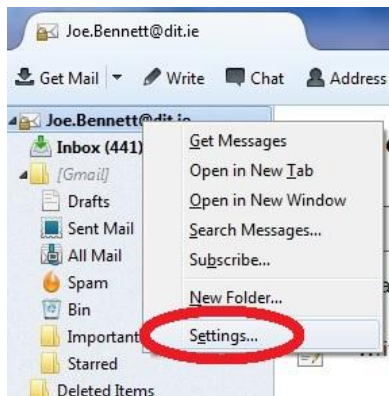 Joe.Bennett@dit.ie
Get Mail Write Chat Address
Joe.Bennett@dit.ie
Inbox (441)
[Gmail]
Drafts
Sent Mail
All Mail
Spam
Bin
Important
Starred
Deleted Items
Get Messages
Open in New Tab
Open in New Window
Search Messages...
Subscribe...
New Folder...
Settings...